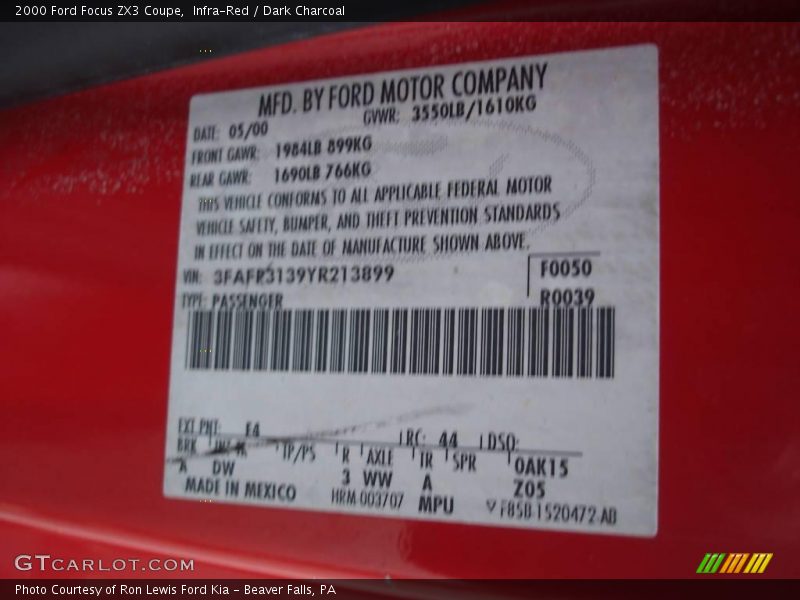 2000 Ford Focus ZX3 Coupe, Infra-Red / Dark Charcoal
MFD. BY FORD MOTOR COMPANY
DATE: 05/00 GVWR: 3550LB/1610KG
FRONT GAWR: 1984LB 899KG
REAR GAWR: 1690LB 766KG
THIS VEHICLE CONFORMS TO ALL APPLICABLE FEDERAL MOTOR
VEHICLE SAFETY, BUMPER, AND THEFT PREVENTION STANDARDS
IN EFFECT ON THE DATE OF MANUFACTURE SHOWN ABOVE.
VIN: 3FAFR3139YR213899 F0050
TYPE: PASSENGER R0039
EXT PNT: E4 RC: 44 DSO:
BRK TP/PS R AXLE TR SPR 0AK15
A DW 3 WW A Z05
MADE IN MEXICO HRM 003707 MPU F85B-1520472-AB
GTCARLOT.COM
Photo Courtesy of Ron Lewis Ford Kia - Beaver Falls, PA